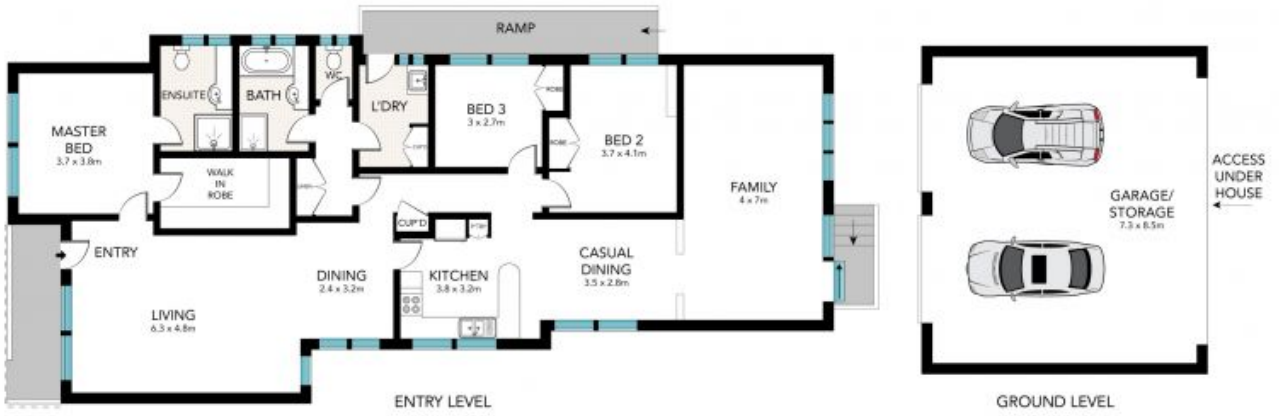 RAMP
ENSUITE
BATH
WC
L'DRY
BED 3
3 x 2.7m
ROBE
MASTER
BED
3.7 x 3.8m
ROBE
BED 2
3.7 x 4.1m
WALK
IN
ROBE
FAMILY
4 x 7m
CUP'D
ENTRY
DINING
2.4 x 3.2m
KITCHEN
3.8 x 3.2m
CASUAL
DINING
3.5 x 2.8m
LIVING
6.3 x 4.8m
ENTRY LEVEL
GARAGE/
STORAGE
7.3 x 8.5m
ACCESS
UNDER
HOUSE
GROUND LEVEL